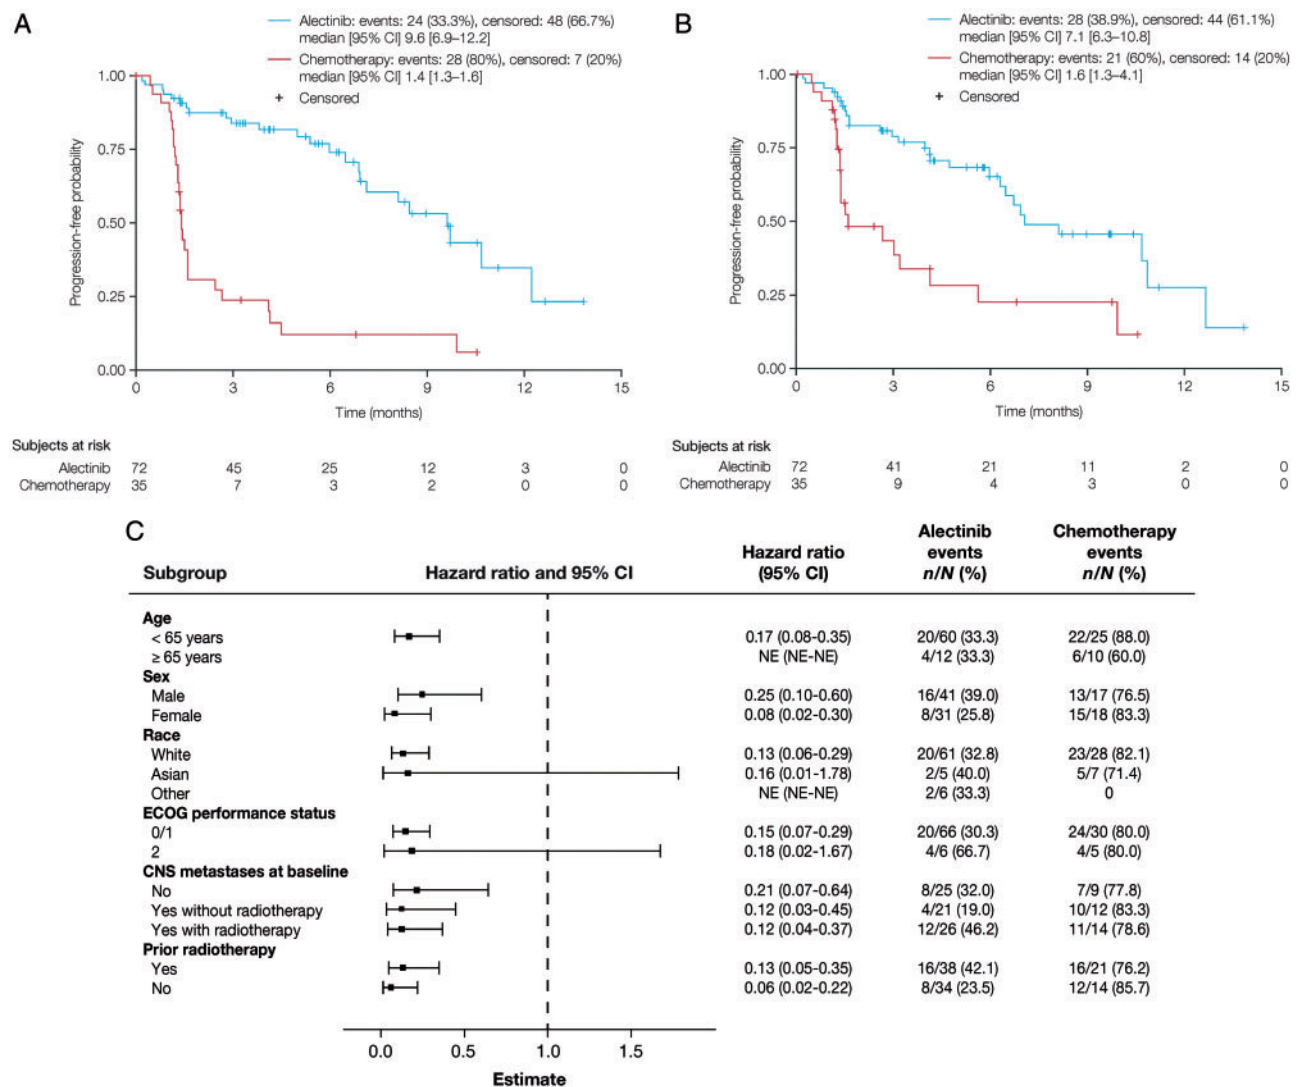 A
Alectinib: events: 24 (33.3%), censored: 48 (66.7%)
median [95% CI] 9.6 [6.9–12.2]
Chemotherapy: events: 28 (80%), censored: 7 (20%)
median [95% CI] 1.4 [1.3–1.6]
Censored
Progression-free probability
1.00
0.75
0.50
0.25
0.00
0 3 6 9 12 15
Time (months)
Subjects at risk
Alectinib 72 45 25 12 3 0
Chemotherapy 35 7 3 2 0 0
B
Alectinib: events: 28 (38.9%), censored: 44 (61.1%)
median [95% CI] 7.1 [6.3–10.8]
Chemotherapy: events: 21 (60%), censored: 14 (20%)
median [95% CI] 1.6 [1.3–4.1]
Censored
Progression-free probability
1.00
0.75
0.50
0.25
0.00
0 3 6 9 12 15
Time (months)
Subjects at risk
Alectinib 72 41 21 11 2 0
Chemotherapy 35 9 4 3 0 0
C
Subgroup Hazard ratio and 95% CI Hazard ratio (95% CI) Alectinib events n/N (%) Chemotherapy events n/N (%)
Age
< 65 years 0.17 (0.08-0.35) 20/60 (33.3) 22/25 (88.0)
≥ 65 years NE (NE-NE) 4/12 (33.3) 6/10 (60.0)
Sex
Male 0.25 (0.10-0.60) 16/41 (39.0) 13/17 (76.5)
Female 0.08 (0.02-0.30) 8/31 (25.8) 15/18 (83.3)
Race
White 0.13 (0.06-0.29) 20/61 (32.8) 23/28 (82.1)
Asian 0.16 (0.01-1.78) 2/5 (40.0) 5/7 (71.4)
Other NE (NE-NE) 2/6 (33.3) 0
ECOG performance status
0/1 0.15 (0.07-0.29) 20/66 (30.3) 24/30 (80.0)
2 0.18 (0.02-1.67) 4/6 (66.7) 4/5 (80.0)
CNS metastases at baseline
No 0.21 (0.07-0.64) 8/25 (32.0) 7/9 (77.8)
Yes without radiotherapy 0.12 (0.03-0.45) 4/21 (19.0) 10/12 (83.3)
Yes with radiotherapy 0.12 (0.04-0.37) 12/26 (46.2) 11/14 (78.6)
Prior radiotherapy
Yes 0.13 (0.05-0.35) 16/38 (42.1) 16/21 (76.2)
No 0.06 (0.02-0.22) 8/34 (23.5) 12/14 (85.7)
0.0 0.5 1.0 1.5
Estimate